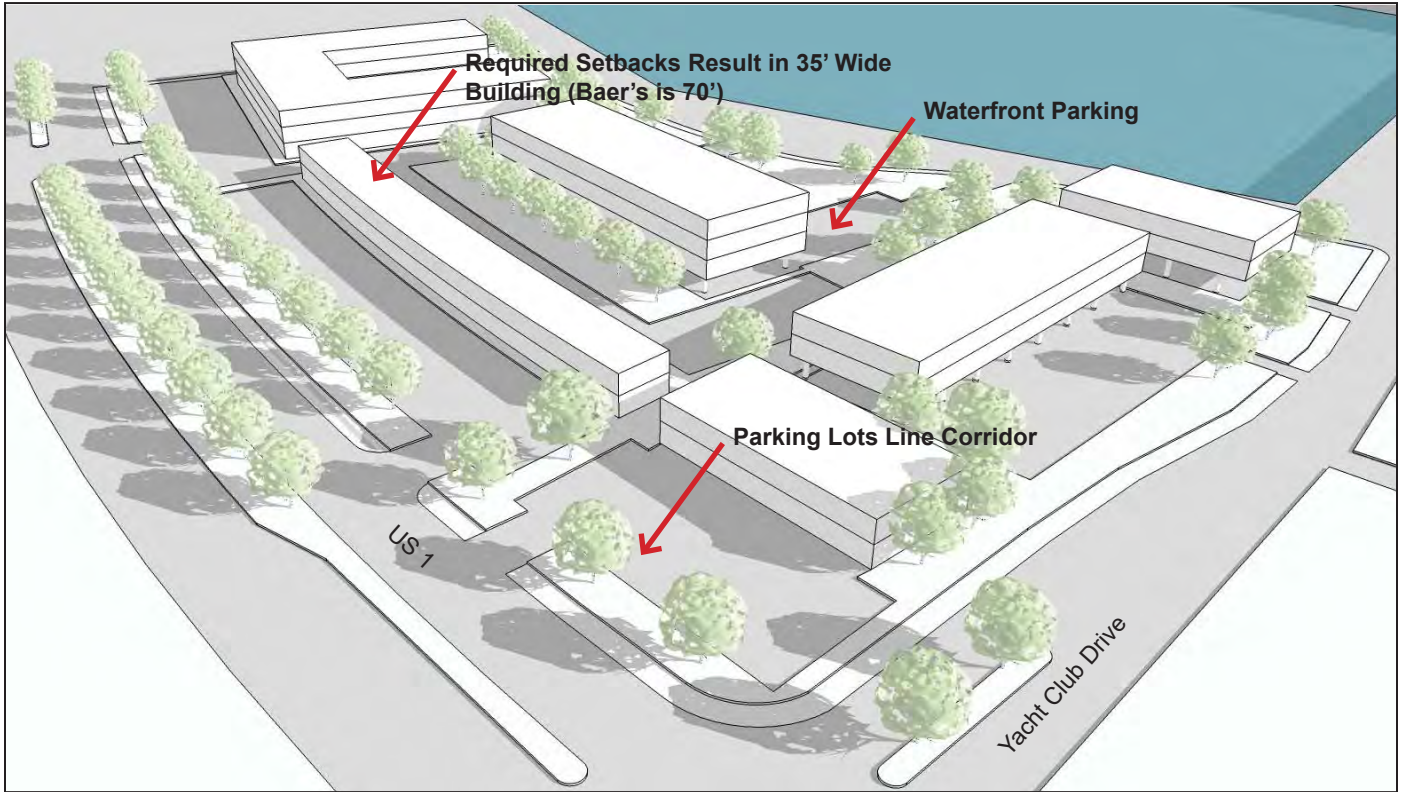 Required Setbacks Result in 35' Wide
Building (Baer's is 70')
Waterfront Parking
Parking Lots Line Corridor
US 1
Yacht Club Drive